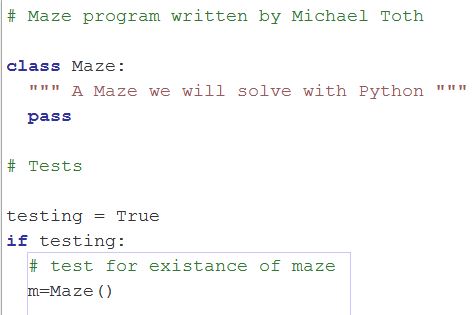 # Maze program written by Michael Toth
class Maze:
""" A Maze we will solve with Python """
pass
# Tests
testing = True
if testing:
# test for existance of maze
m=Maze()